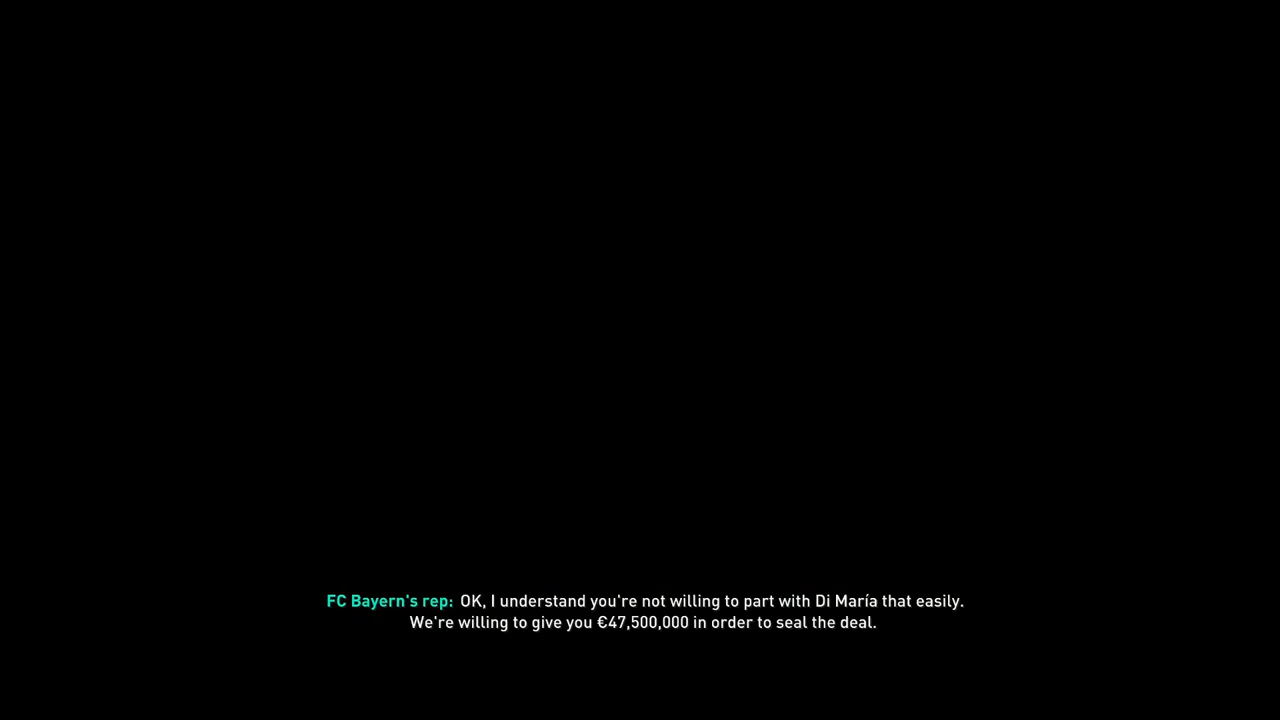 FC Bayern's rep: OK, I understand you're not willing to part with Di María that easily.
We're willing to give you €47,500,000 in order to seal the deal.